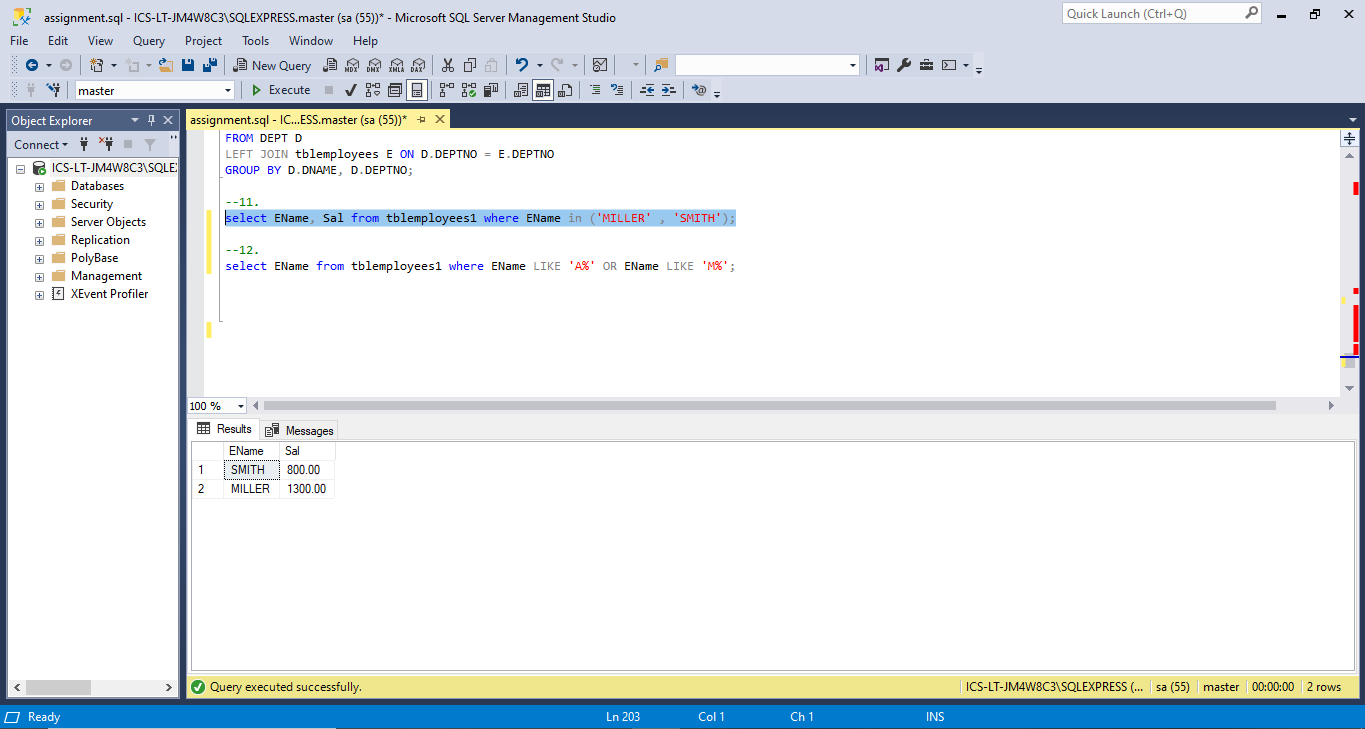 assignment.sql - ICS-LT-JM4W8C3\SQLEXPRESS.master (sa (55))* - Microsoft SQL Server Management Studio
Quick Launch (Ctrl+Q)
File Edit View Query Project Tools Window Help
New Query MDX DMX XMLA DAX
master Execute
Object Explorer
assignment.sql - IC...ESS.master (sa (55))*
Connect
ICS-LT-JM4W8C3\SQLE
Databases
Security
Server Objects
Replication
PolyBase
Management
XEvent Profiler
FROM DEPT D
LEFT JOIN tblemployees E ON D.DEPTNO = E.DEPTNO
GROUP BY D.DNAME, D.DEPTNO;
--11.
select EName, Sal from tblemployees1 where EName in ('MILLER' , 'SMITH');
--12.
select EName from tblemployees1 where EName LIKE 'A%' OR EName LIKE 'M%';
100 %
Results Messages
EName Sal
1 SMITH 800.00
2 MILLER 1300.00
Query executed successfully.
ICS-LT-JM4W8C3\SQLEXPRESS (... sa (55) master 00:00:00 2 rows
Ready Ln 203 Col 1 Ch 1 INS